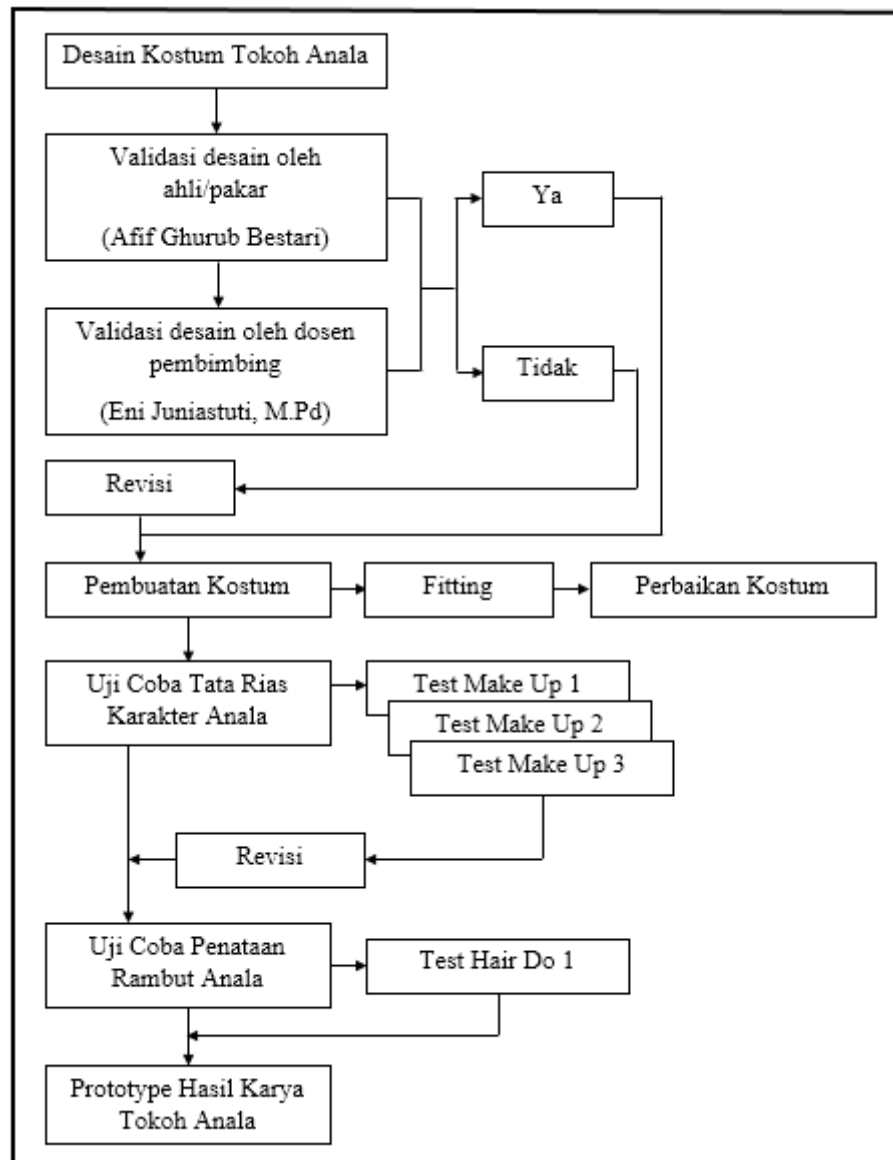 Desain Kostum Tokoh Anala
Validasi desain oleh
ahli/pakar
(Afif Ghurub Bestari)
Ya
Validasi desain oleh dosen
pembimbing
(Eni Juniastuti, M.Pd)
Tidak
Revisi
Pembuatan Kostum
Fitting
Perbaikan Kostum
Uji Coba Tata Rias
Karakter Anala
Test Make Up 1
Test Make Up 2
Test Make Up 3
Revisi
Uji Coba Penataan
Rambut Anala
Test Hair Do 1
Prototype Hasil Karya
Tokoh Anala